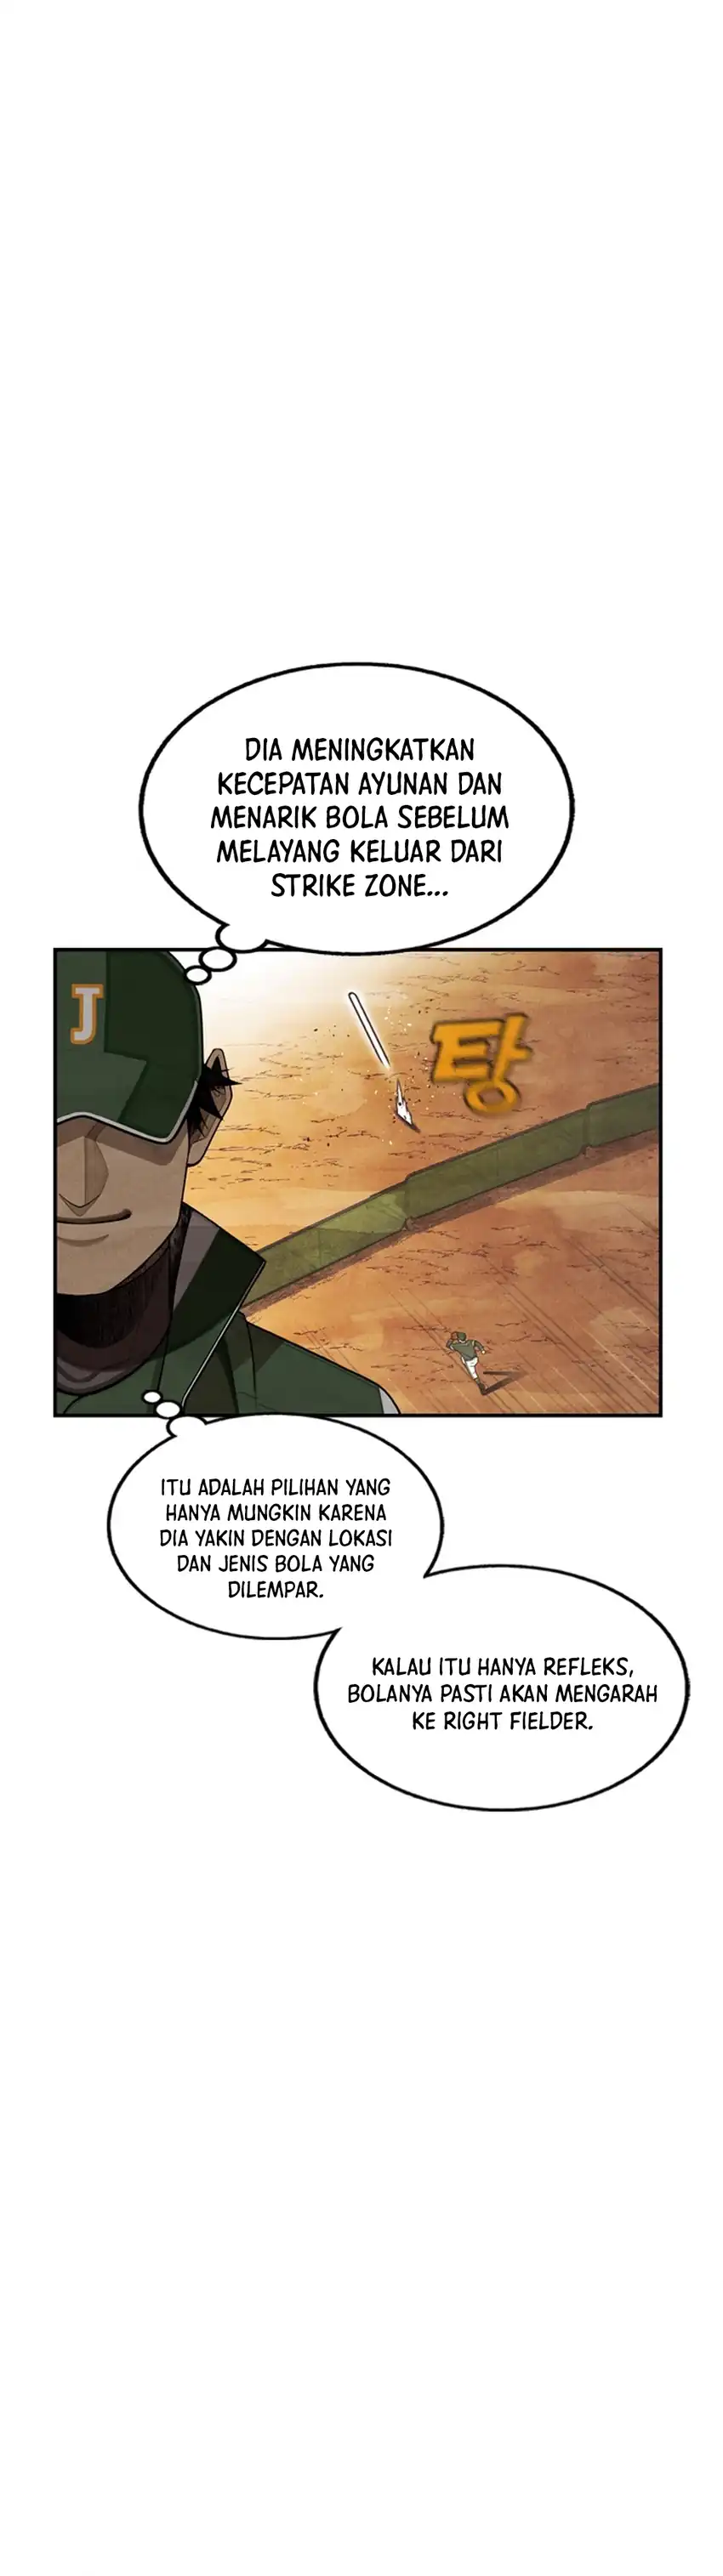 DIA MENINGKATKAN
KECEPATAN AYUNAN DAN
MENARIK BOLA SEBELUM
MELAYANG KELUAR DARI
STRIKE ZONE...
J
탕
ITU ADALAH PILIHAN YANG
HANYA MUNGKIN KARENA
DIA YAKIN DENGAN LOKASI
DAN JENIS BOLA YANG
DILEMPAR.
KALAU ITU HANYA REFLEKS,
BOLANYA PASTI AKAN MENGARAH
KE RIGHT FIELDER.